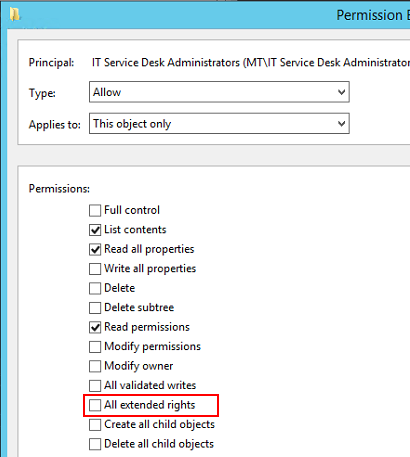 Permission E
Principal: IT Service Desk Administrators (MT\IT Service Desk Administrator
Type: Allow
Applies to: This object only
Permissions:
Full control
List contents
Read all properties
Write all properties
Delete
Delete subtree
Read permissions
Modify permissions
Modify owner
All validated writes
All extended rights
Create all child objects
Delete all child objects